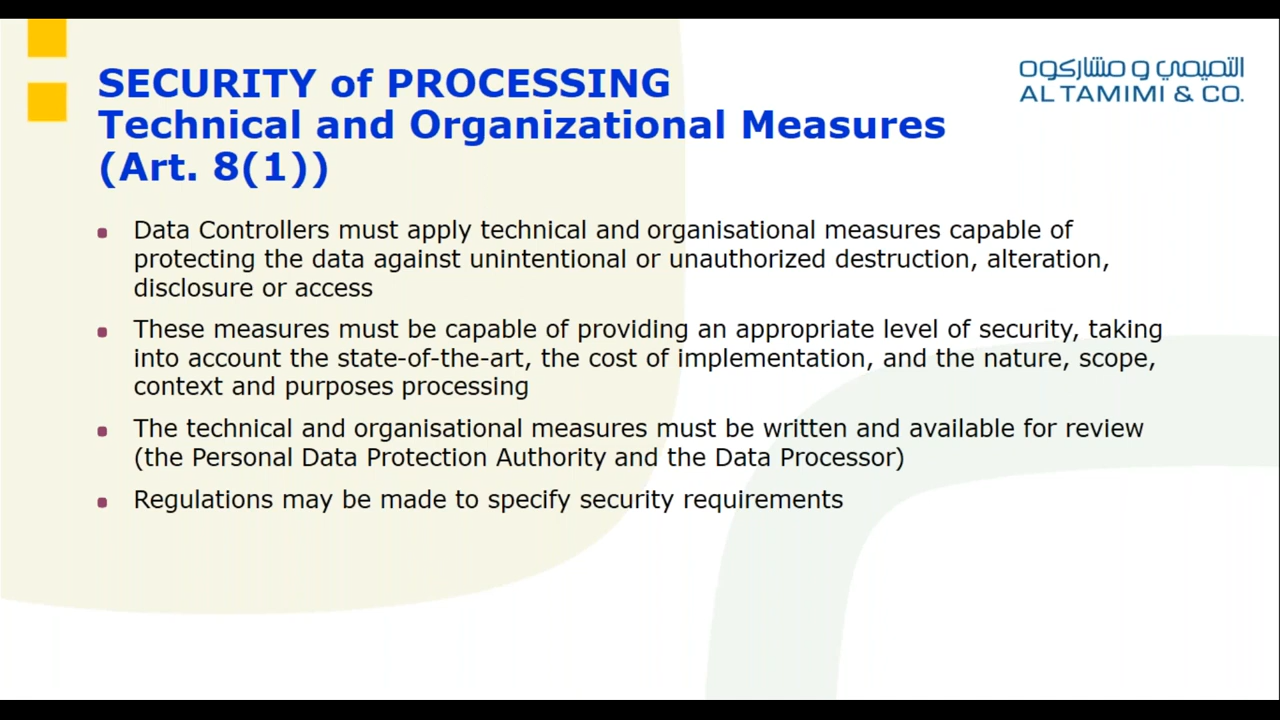 SECURITY of PROCESSING
Technical and Organizational Measures
(Art. 8(1))
التميمي و مشاركوه
AL TAMIMI & CO.
Data Controllers must apply technical and organisational measures capable of
protecting the data against unintentional or unauthorized destruction, alteration,
disclosure or access
These measures must be capable of providing an appropriate level of security, taking
into account the state-of-the-art, the cost of implementation, and the nature, scope,
context and purposes processing
The technical and organisational measures must be written and available for review
(the Personal Data Protection Authority and the Data Processor)
Regulations may be made to specify security requirements